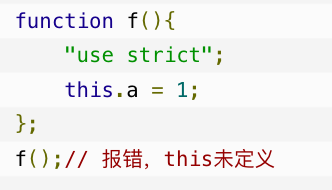 function f(){
    "use strict";
    this.a = 1;
};
f();// 报错，this未定义